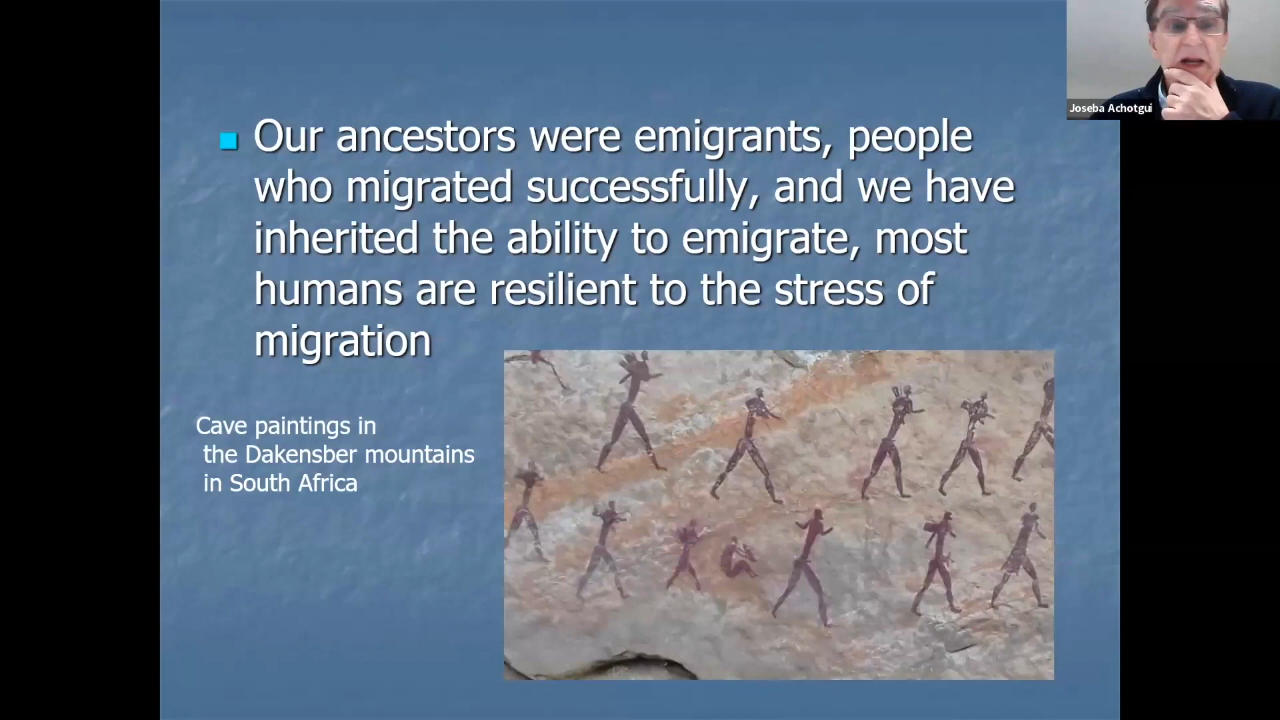 Our ancestors were emigrants, people
who migrated successfully, and we have
inherited the ability to emigrate, most
humans are resilient to the stress of
migration
Cave paintings in
the Dakensber mountains
in South Africa
Joseba Achotgui